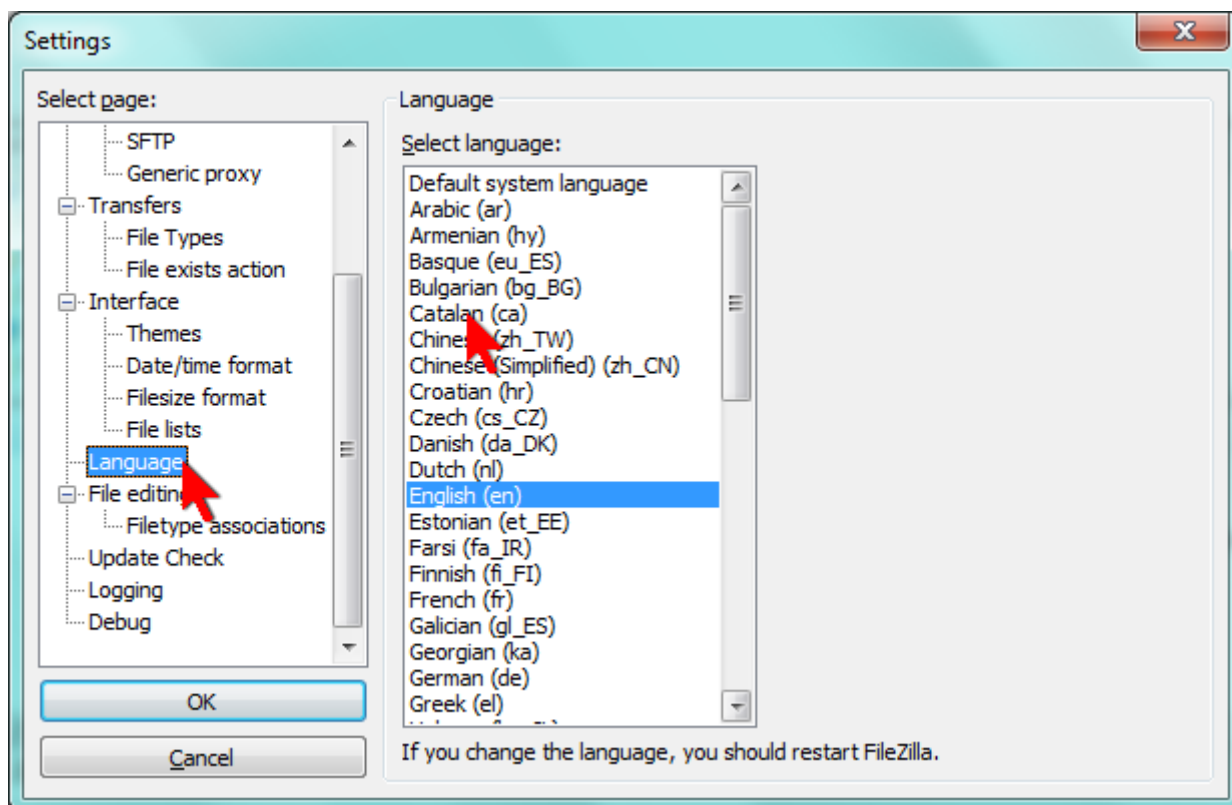 Settings
Select page:
SFTP
Generic proxy
Transfers
File Types
File exists action
Interface
Themes
Date/time format
Filesize format
File lists
Language
File editing
Filetype associations
Update Check
Logging
Debug
OK
Cancel
Language
Select language:
Default system language
Arabic (ar)
Armenian (hy)
Basque (eu_ES)
Bulgarian (bg_BG)
Catalan (ca)
Chinese (zh_TW)
Chinese (Simplified) (zh_CN)
Croatian (hr)
Czech (cs_CZ)
Danish (da_DK)
Dutch (nl)
English (en)
Estonian (et_EE)
Farsi (fa_IR)
Finnish (fi_FI)
French (fr)
Galician (gl_ES)
Georgian (ka)
German (de)
Greek (el)
If you change the language, you should restart FileZilla.